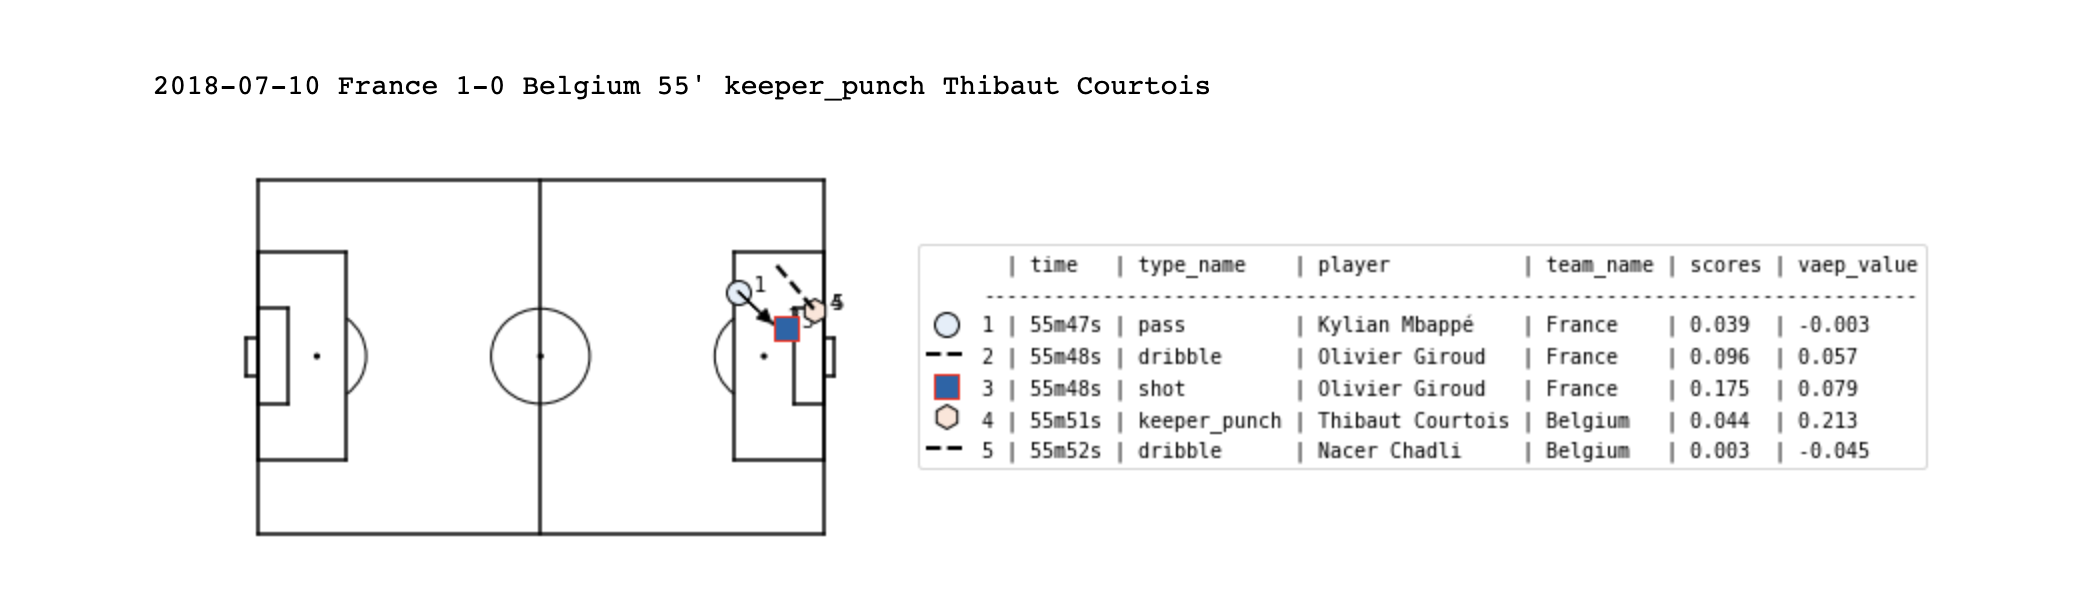 2018-07-10 France 1-0 Belgium 55' keeper_punch Thibaut Courtois
1
| time | type_name | player | team_name | scores | vaep_value
--------------------------------------------------------------------------------
1 | 55m47s | pass | Kylian Mbappé | France | 0.039 | -0.003
2 | 55m48s | dribble | Olivier Giroud | France | 0.096 | 0.057
3 | 55m48s | shot | Olivier Giroud | France | 0.175 | 0.079
4 | 55m51s | keeper_punch | Thibaut Courtois | Belgium | 0.044 | 0.213
5 | 55m52s | dribble | Nacer Chadli | Belgium | 0.003 | -0.045